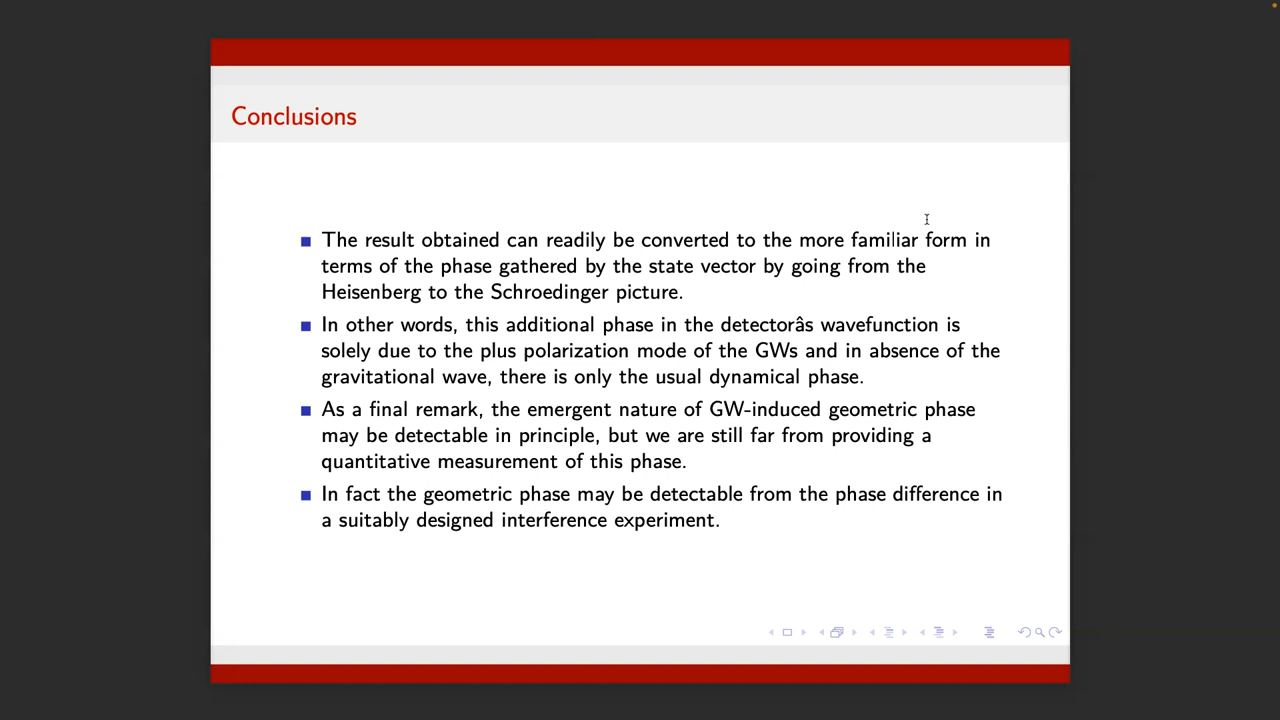 Conclusions
The result obtained can readily be converted to the more familiar form in
terms of the phase gathered by the state vector by going from the
Heisenberg to the Schroedinger picture.
In other words, this additional phase in the detectorâs wavefunction is
solely due to the plus polarization mode of the GWs and in absence of the
gravitational wave, there is only the usual dynamical phase.
As a final remark, the emergent nature of GW-induced geometric phase
may be detectable in principle, but we are still far from providing a
quantitative measurement of this phase.
In fact the geometric phase may be detectable from the phase difference in
a suitably designed interference experiment.